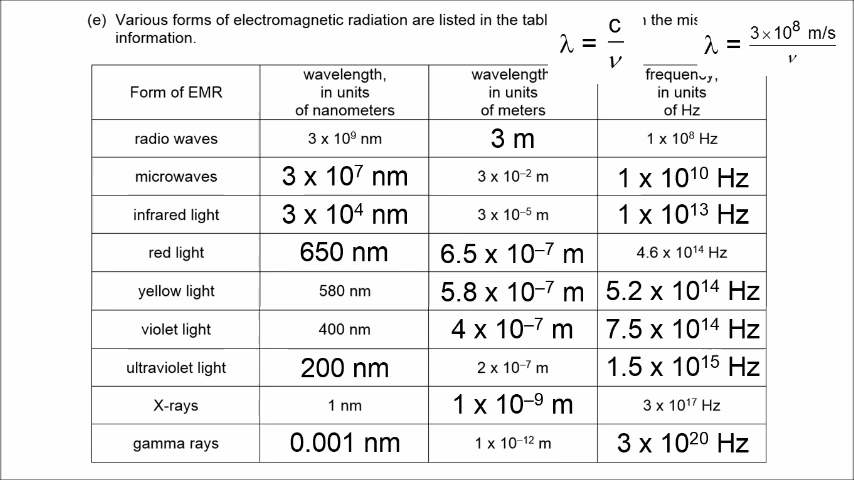 (e) Various forms of electromagnetic radiation are listed in the the
information.
λ = c/ν
λ = 3 × 10⁸ m/s / ν
Form of EMR
wavelength,
in units
of nanometers
wavelength
in units
of meters
frequency,
in units
of Hz
radio waves 3 x 10⁹ nm 3 m 1 x 10⁸ Hz
microwaves 3 x 10⁷ nm 3 x 10⁻² m 1 x 10¹⁰ Hz
infrared light 3 x 10⁴ nm 3 x 10⁻⁵ m 1 x 10¹³ Hz
red light 650 nm 6.5 x 10⁻⁷ m 4.6 x 10¹⁴ Hz
yellow light 580 nm 5.8 x 10⁻⁷ m 5.2 x 10¹⁴ Hz
violet light 400 nm 4 x 10⁻⁷ m 7.5 x 10¹⁴ Hz
ultraviolet light 200 nm 2 x 10⁻⁷ m 1.5 x 10¹⁵ Hz
X-rays 1 nm 1 x 10⁻⁹ m 3 x 10¹⁷ Hz
gamma rays 0.001 nm 1 x 10⁻¹² m 3 x 10²⁰ Hz